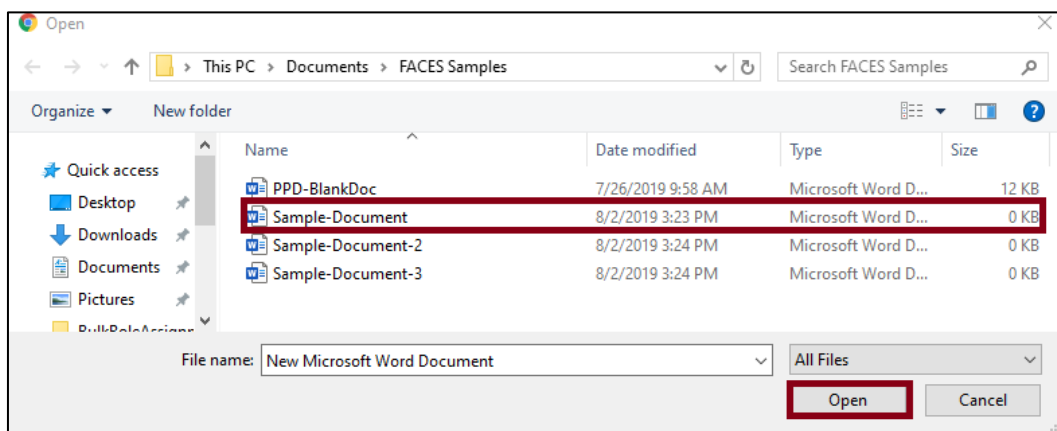 Open
This PC > Documents > FACES Samples
Search FACES Samples
Organize
New folder
Name Date modified Type Size
Quick access
Desktop
Downloads
Documents
Pictures
PPD-BlankDoc 7/26/2019 9:58 AM Microsoft Word D... 12 KB
Sample-Document 8/2/2019 3:23 PM Microsoft Word D... 0 KB
Sample-Document-2 8/2/2019 3:24 PM Microsoft Word D... 0 KB
Sample-Document-3 8/2/2019 3:24 PM Microsoft Word D... 0 KB
File name: New Microsoft Word Document
All Files
Open Cancel